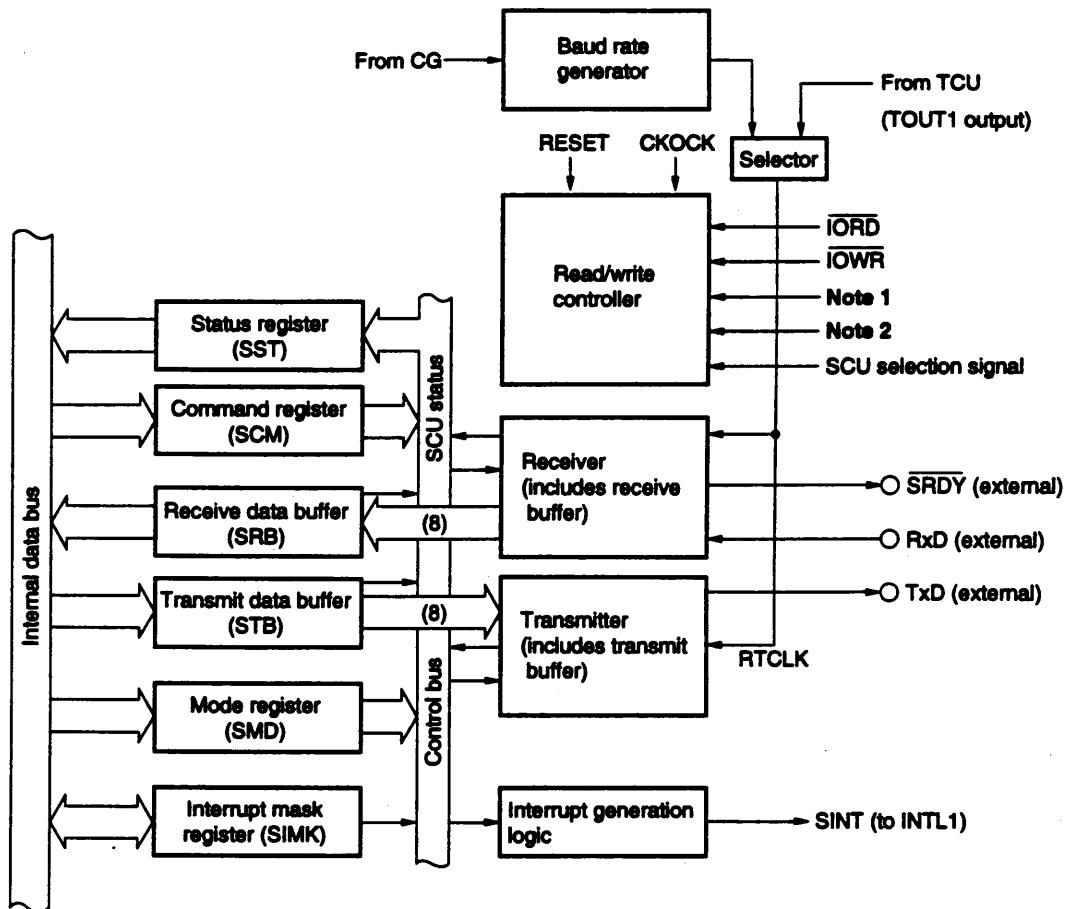 From CG
Baud rate
generator
From TCU
(TOUT1 output)
Selector
RESET
CKOCK
Read/write
controller
IORD
IOWR
Note 1
Note 2
SCU selection signal
Internal data bus
Status register
(SST)
Command register
(SCM)
Receive data buffer
(SRB)
Transmit data buffer
(STB)
Mode register
(SMD)
Interrupt mask
register (SIMK)
SCU status
(8)
(8)
Control bus
Receiver
(includes receive
buffer)
SRDY (external)
RxD (external)
Transmitter
(includes transmit
buffer)
TxD (external)
RTCLK
Interrupt generation
logic
SINT (to INTL1)